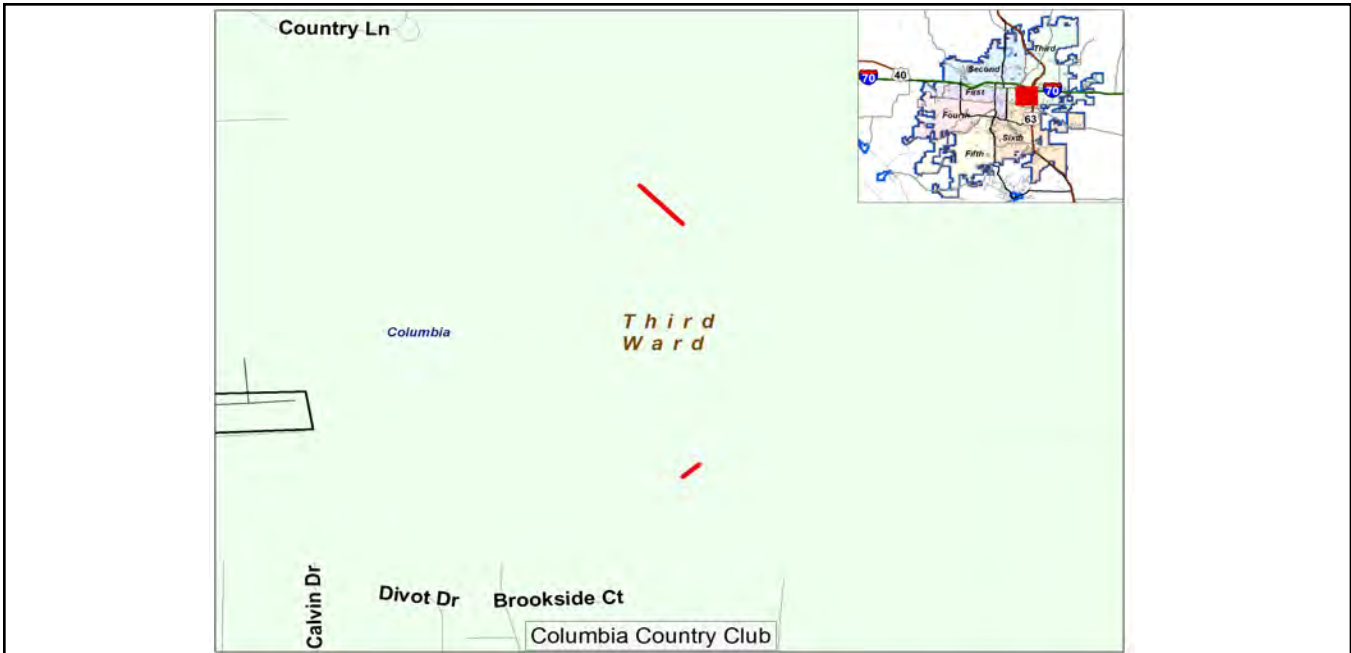 Country Ln
Third
Second
70
40
First
70
Fourth
63
Sixth
Fifth
Columbia
Third
Ward
Calvin Dr
Divot Dr
Brookside Ct
Columbia Country Club